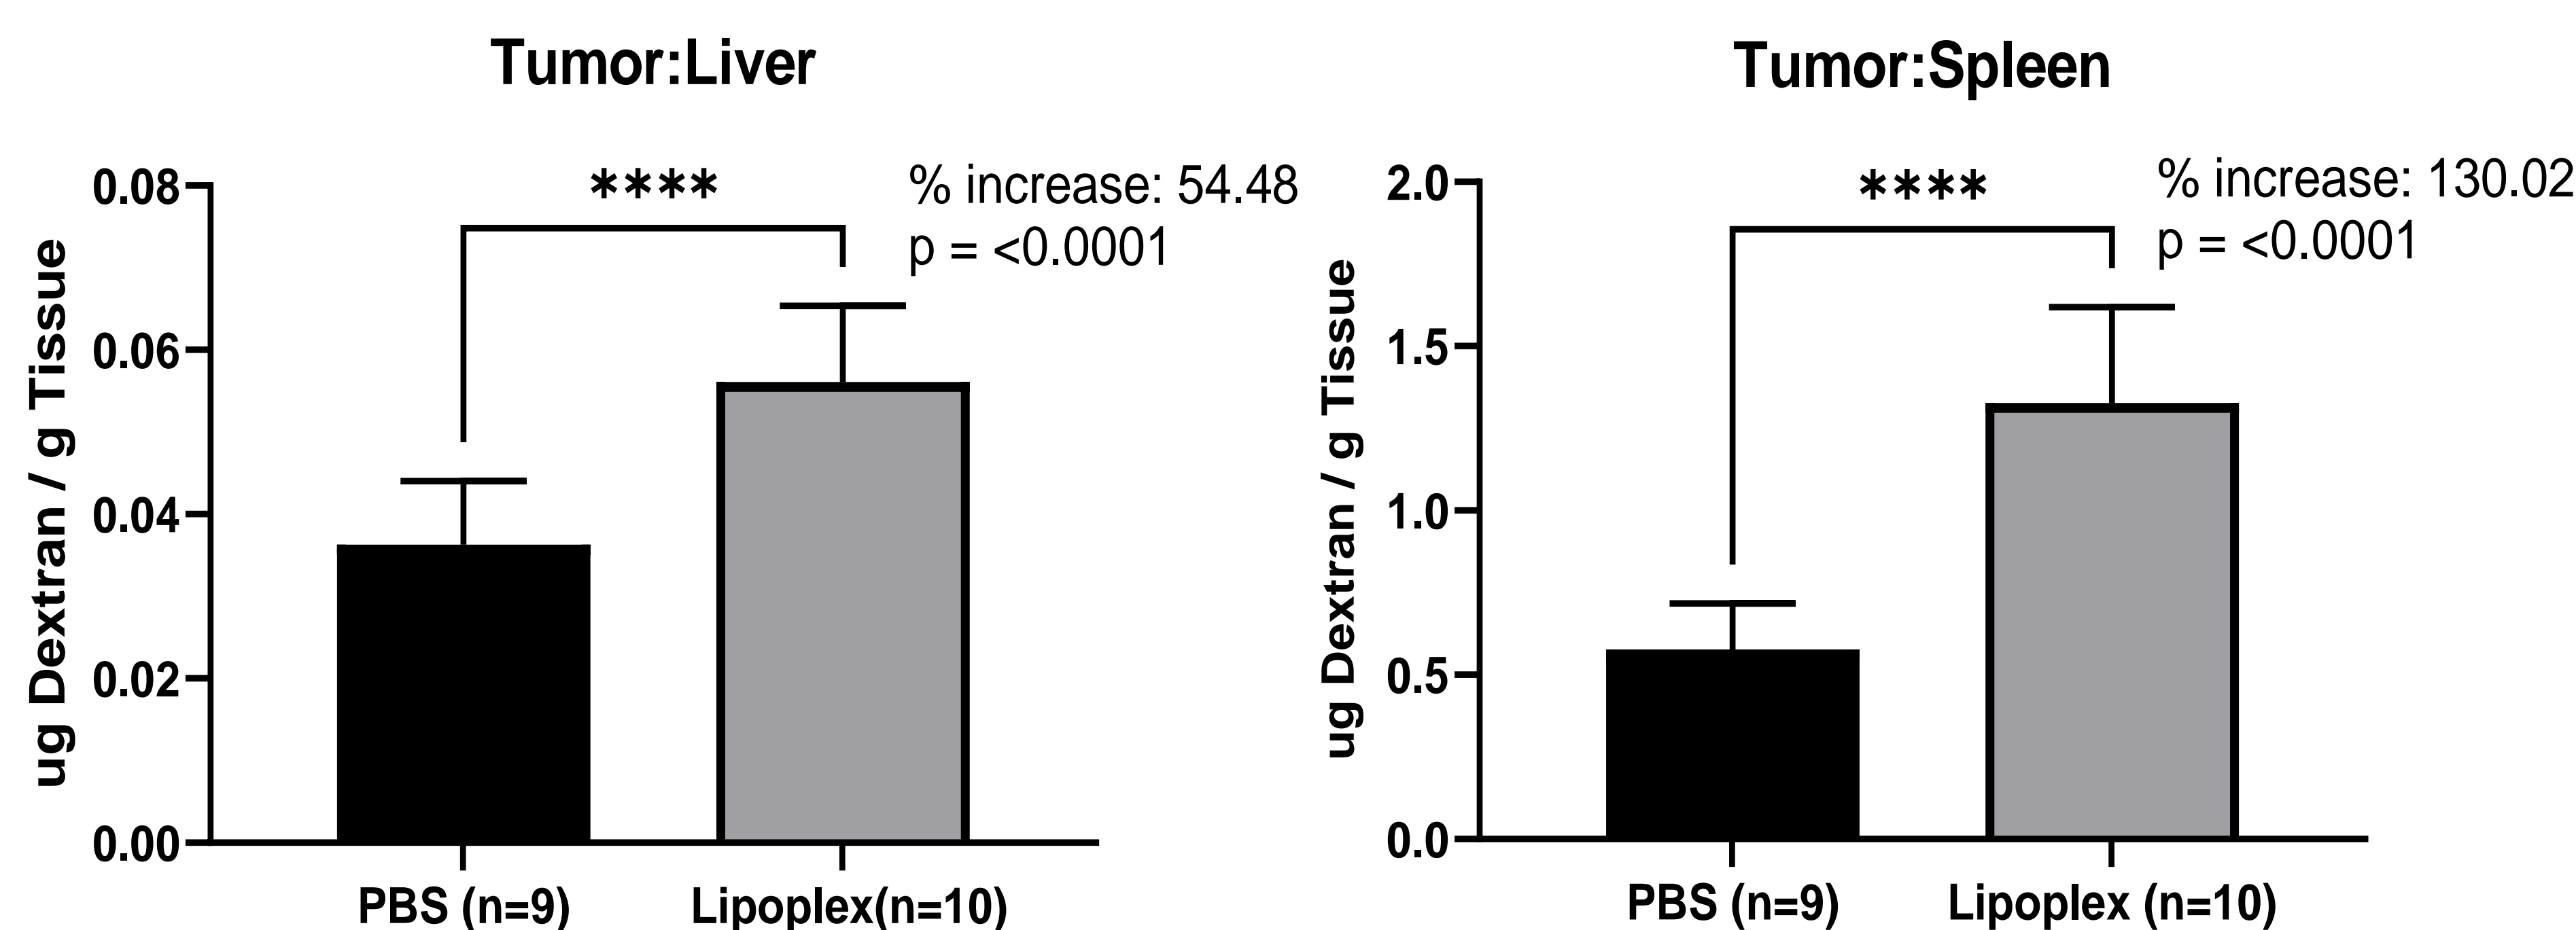 Tumor:Liver
ug Dextran / g Tissue
0.08
0.06
0.04
0.02
0.00
****
% increase: 54.48
p = <0.0001
PBS (n=9)
Lipoplex(n=10)
Tumor:Spleen
ug Dextran / g Tissue
2.0
1.5
1.0
0.5
0.0
****
% increase: 130.02
p = <0.0001
PBS (n=9)
Lipoplex (n=10)